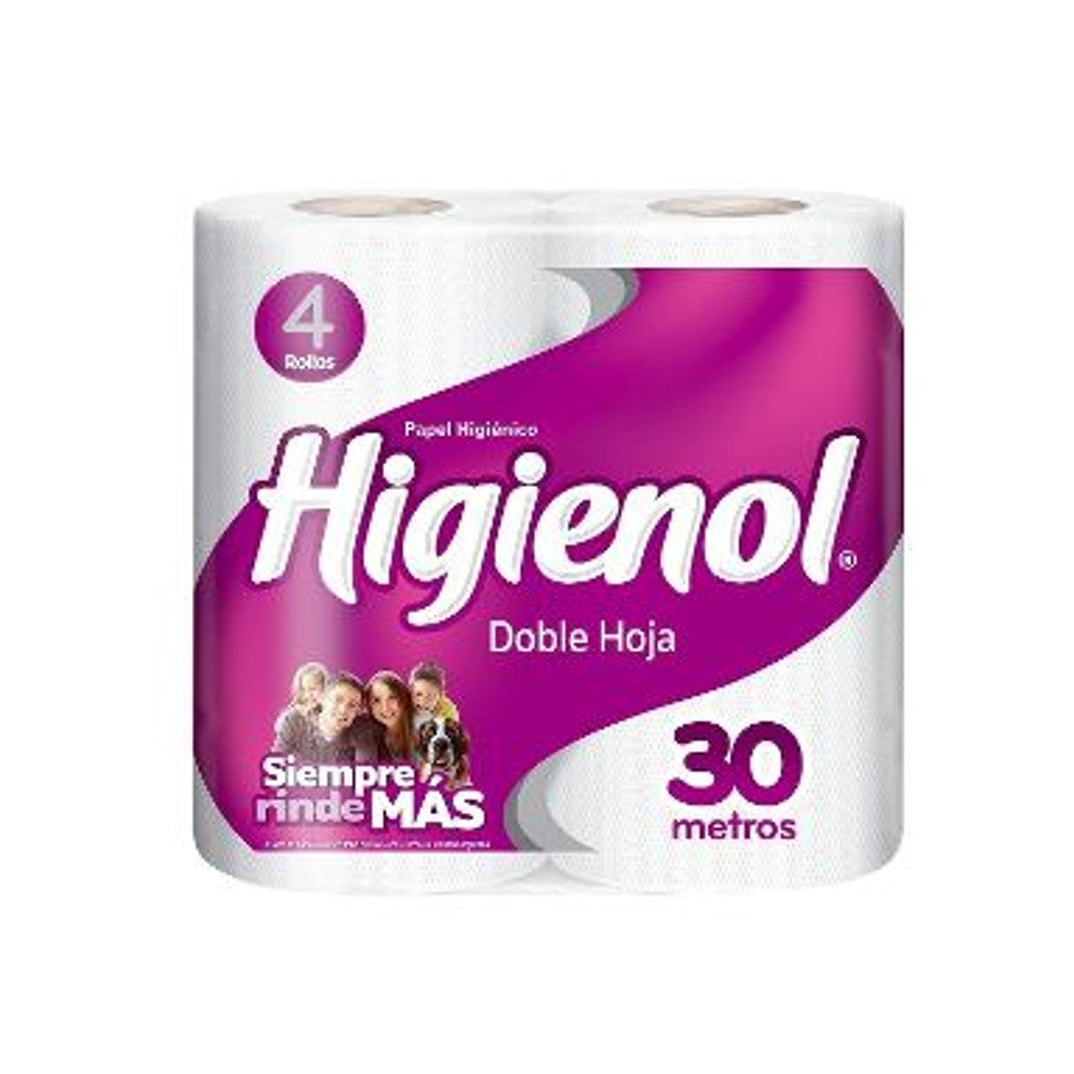 4
Rollos
Papel Higiénico
Higienol®
Doble Hoja
Siempre
rinde MÁS
30
metros